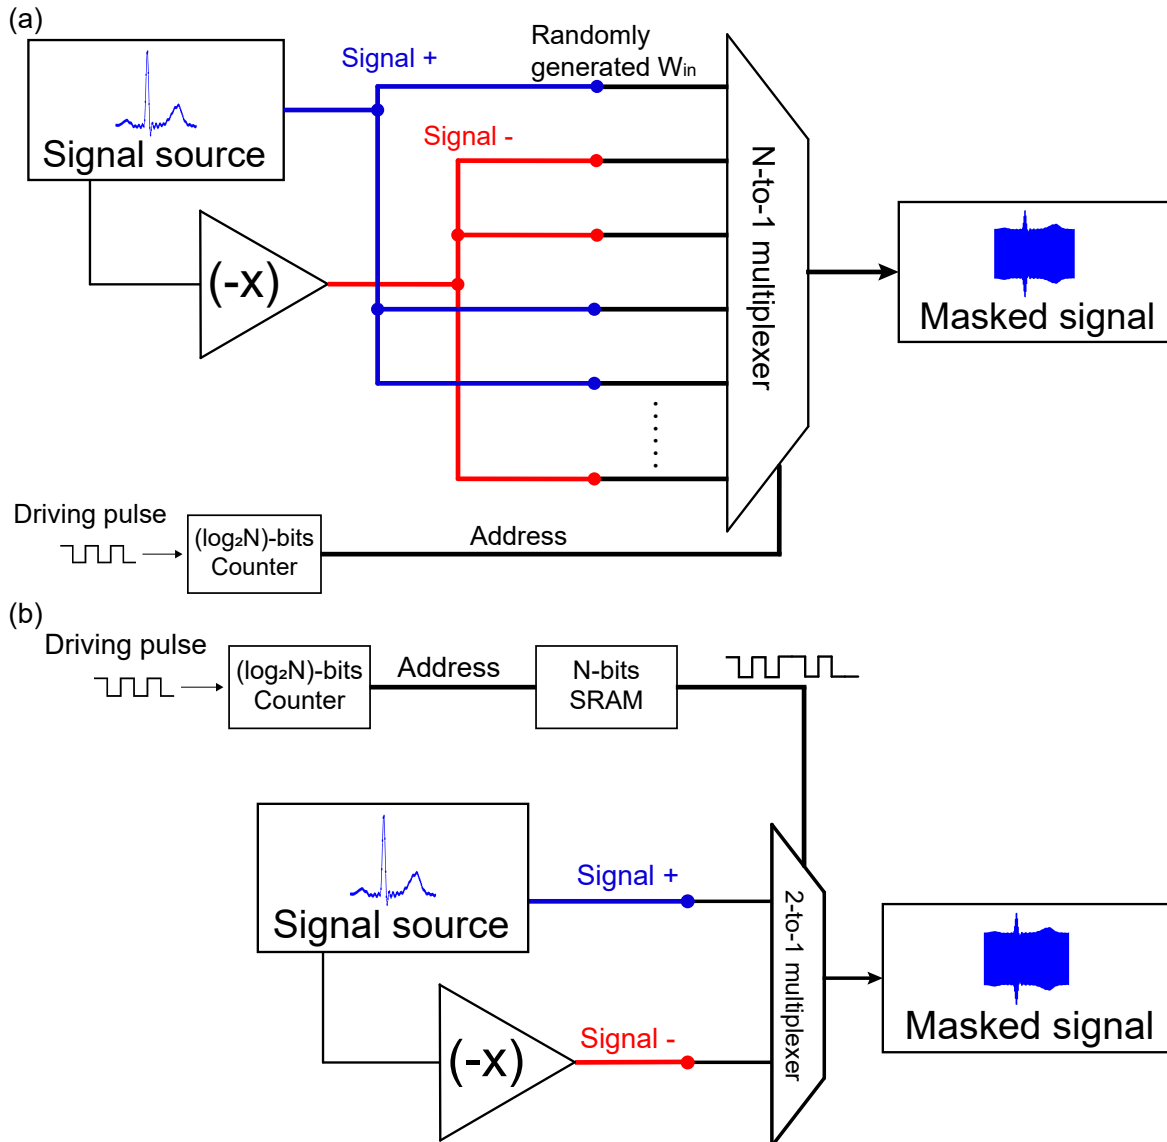 (a)
Signal source
Signal +
Randomly
generated Win
Signal -
(-x)
N-to-1 multiplexer
Masked signal
Driving pulse
(log₂N)-bits
Counter
Address
(b)
Driving pulse
(log₂N)-bits
Counter
Address
N-bits
SRAM
Signal source
Signal +
(-x)
Signal -
2-to-1 multiplexer
Masked signal